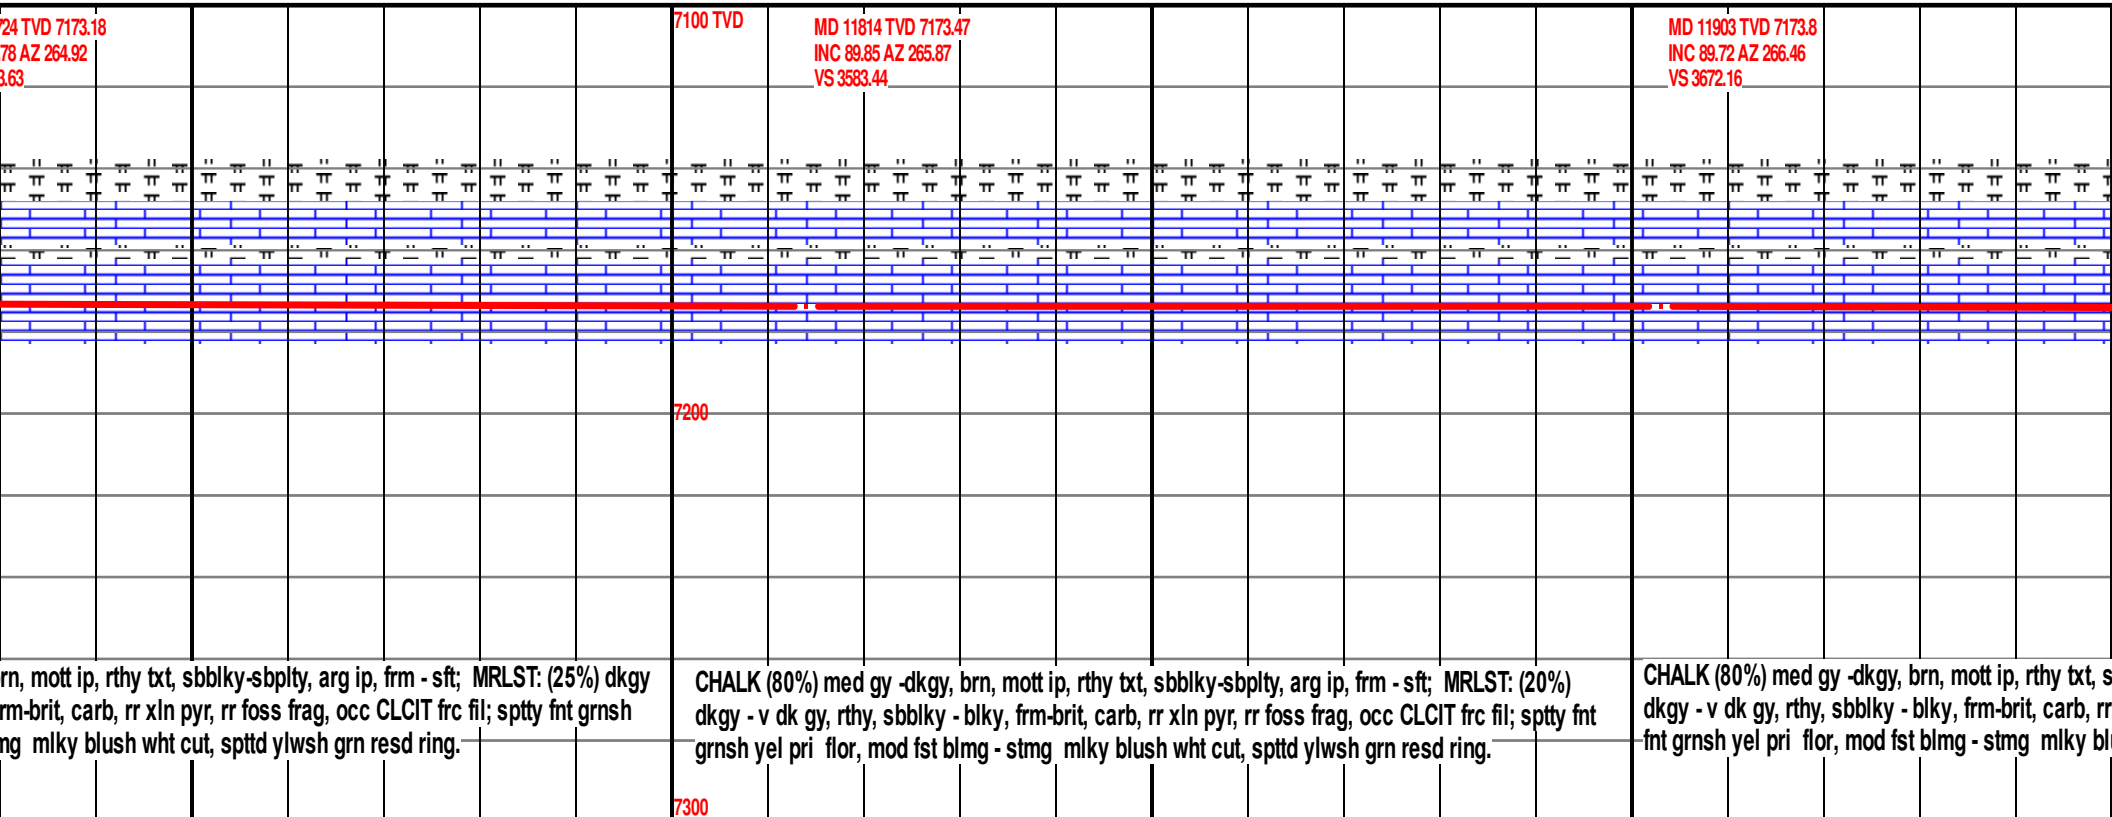 724 TVD 7173.18
78 AZ 264.92
3.63
7100 TVD
MD 11814 TVD 7173.47
INC 89.85 AZ 265.87
VS 3583.44
MD 11903 TVD 7173.8
INC 89.72 AZ 266.46
VS 3672.16
7200
rn, mott ip, rthy txt, sbblky-sbplty, arg ip, frm - sft;  MRLST: (25%) dkgy
rm-brit, carb, rr xln pyr, rr foss frag, occ CLCIT frc fil; sptty fnt grnsh
mg  mlky blush wht cut, spttd ylwsh grn resd ring.
CHALK (80%) med gy -dkgy, brn, mott ip, rthy txt, sbblky-sbplty, arg ip, frm - sft;  MRLST: (20%)
dkgy - v dk gy, rthy, sbblky - blky, frm-brit, carb, rr xln pyr, rr foss frag, occ CLCIT frc fil; sptty fnt
grnsh yel pri  flor, mod fst blmg - stmg  mlky blush wht cut, spttd ylwsh grn resd ring.
CHALK (80%) med gy -dkgy, brn, mott ip, rthy txt, s
dkgy - v dk gy, rthy, sbblky - blky, frm-brit, carb, rr
fnt grnsh yel pri  flor, mod fst blmg - stmg  mlky bl
7300